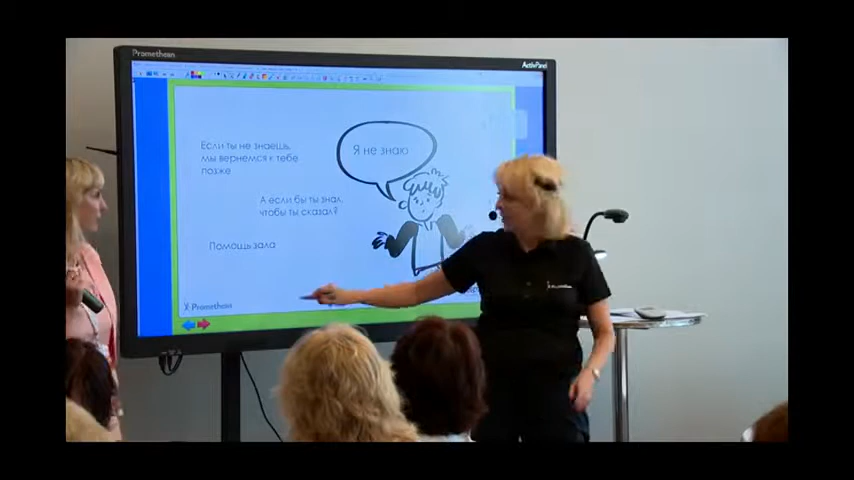 Promethean
ActivPanel
Если ты не знаешь,
мы вернемся к тебе
позже
Я не знаю
А если бы ты знал,
чтобы ты сказал?
Помощь зала
Promethean